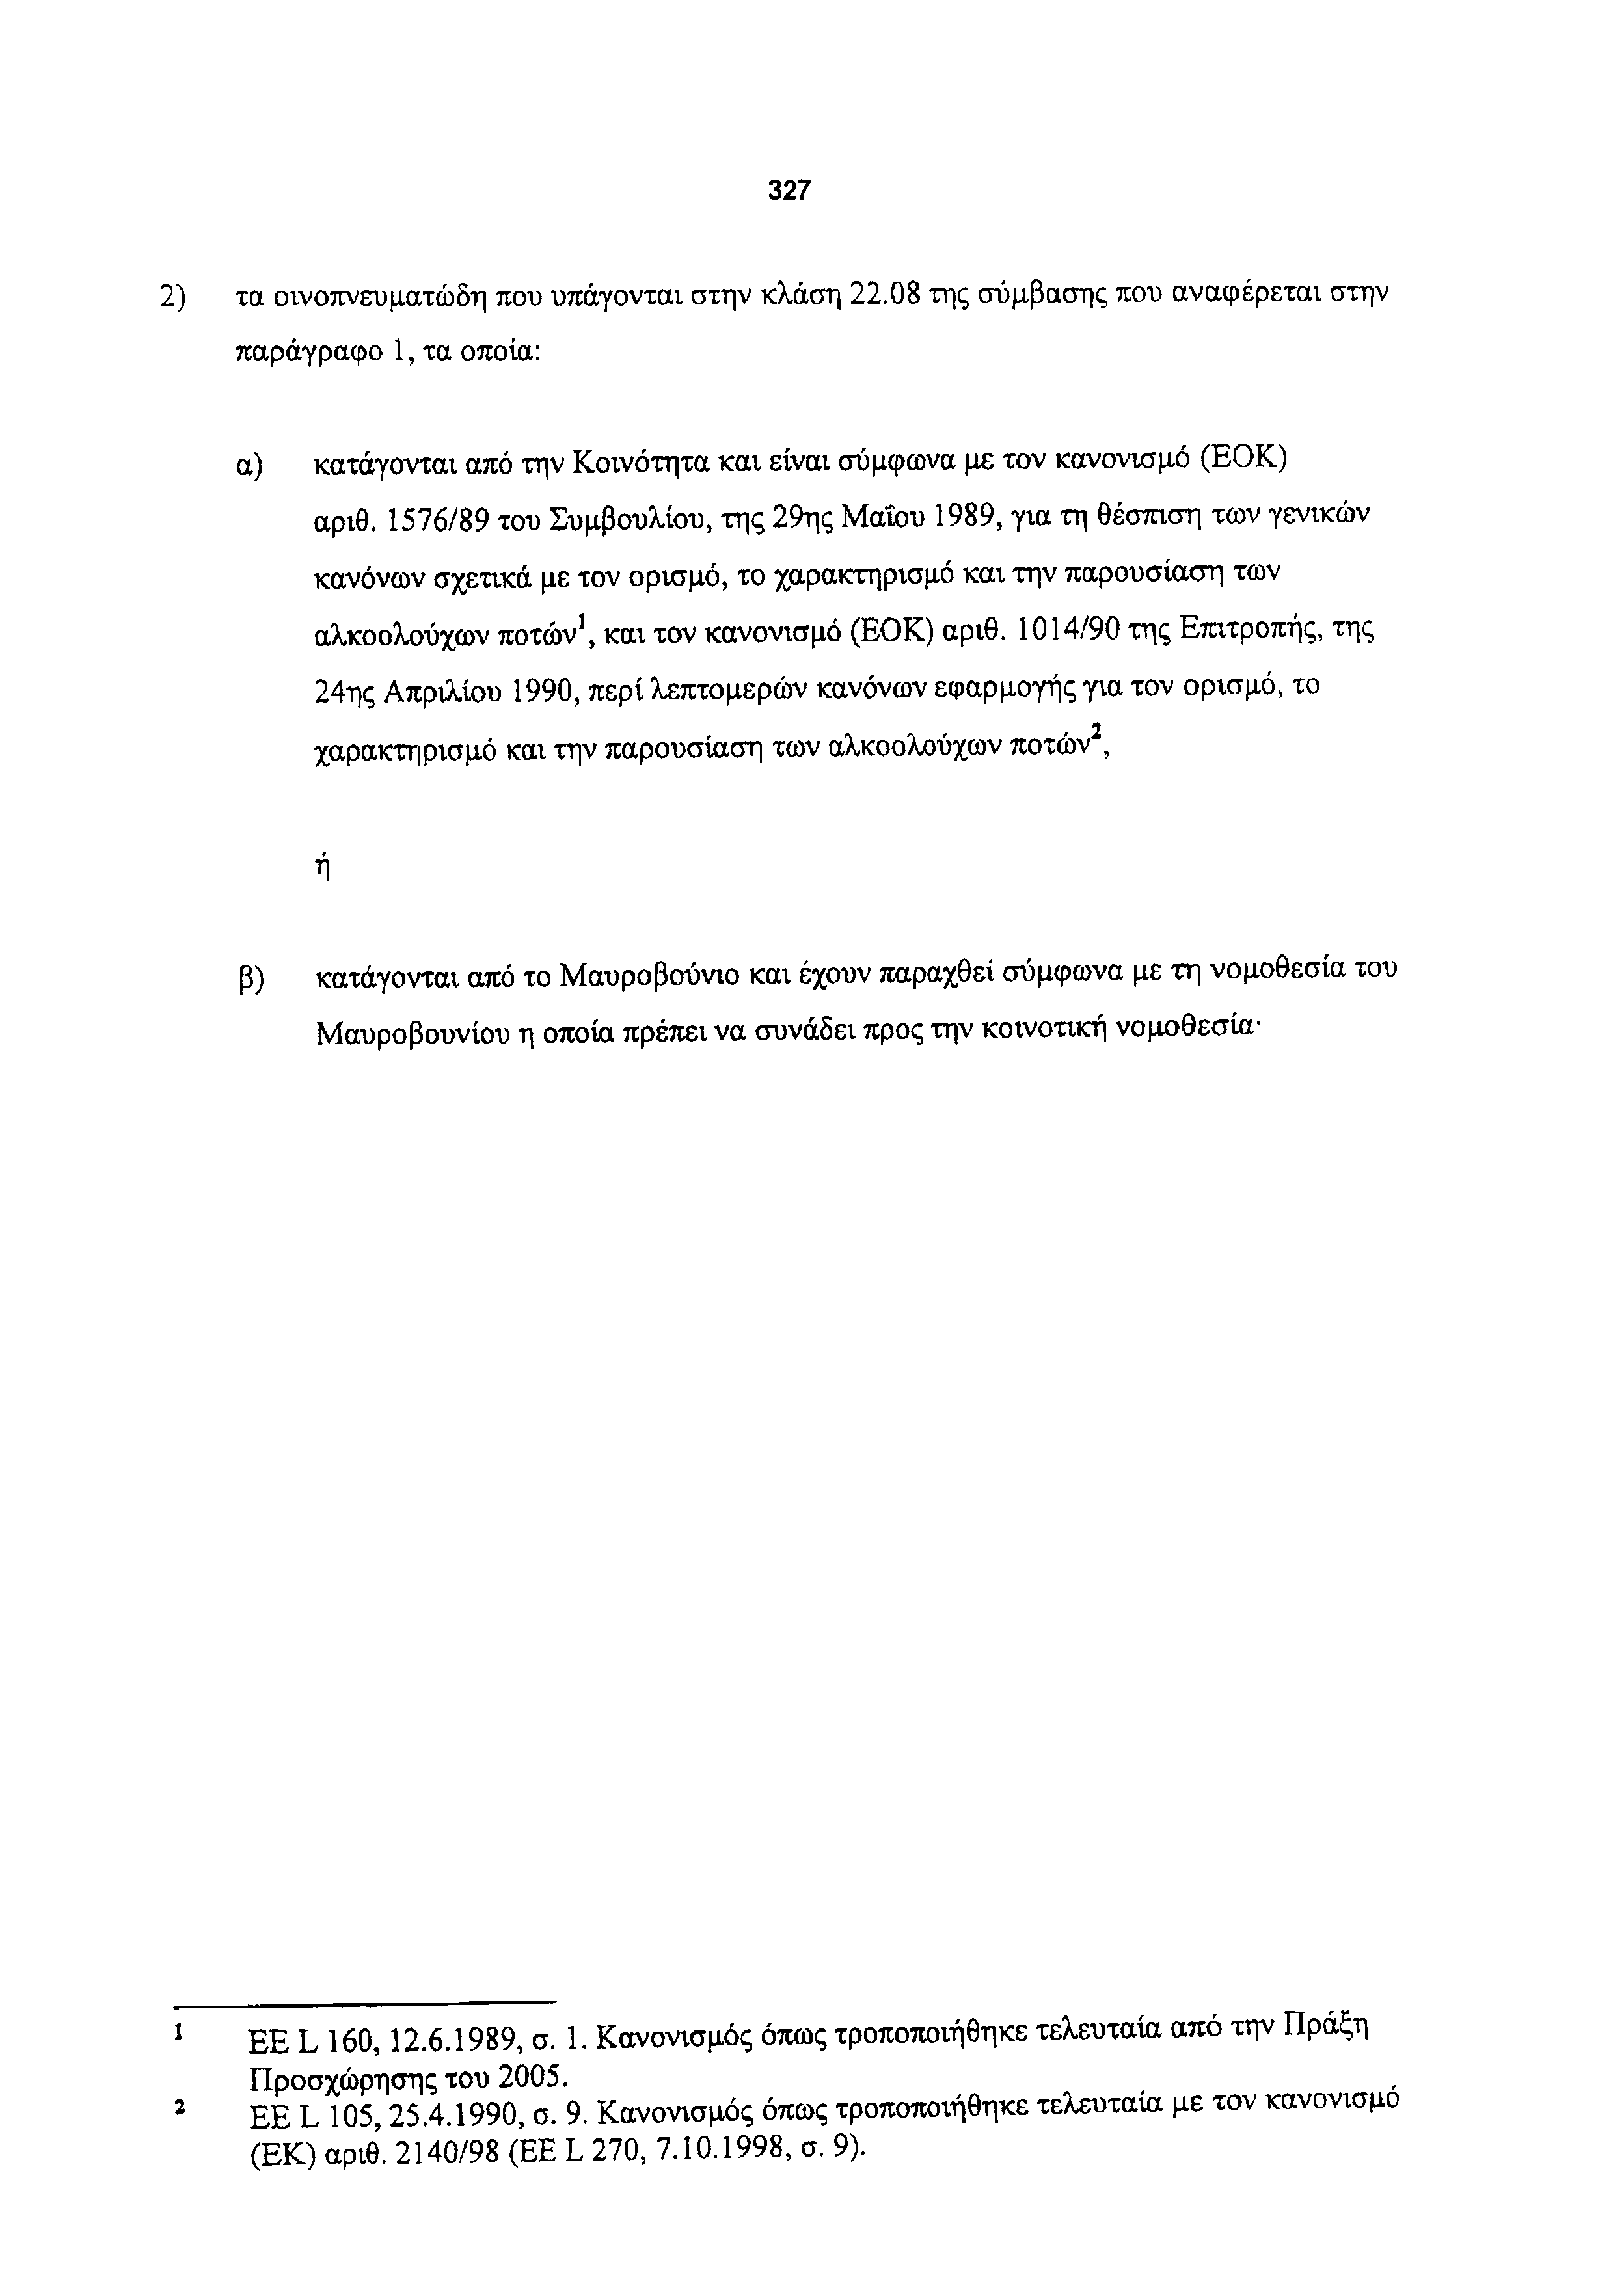 327
2) τα οινοπνευματώδη που υπάγονται στην κλάση 22.08 της σύμβασης που αναφέρεται στην
παράγραφο 1, τα οποία:
α) κατάγονται από την Κοινότητα και είναι σύμφωνα με τον κανονισμό (ΕΟΚ)
αριθ. 1576/89 του Συμβουλίου, της 29ης Μαΐου 1989, για τη θέσπιση των γενικών
κανόνων σχετικά με τον ορισμό, το χαρακτηρισμό και την παρουσίαση των
αλκοολούχων ποτών¹, και τον κανονισμό (ΕΟΚ) αριθ. 1014/90 της Επιτροπής, της
24ης Απριλίου 1990, περί λεπτομερών κανόνων εφαρμογής για τον ορισμό, το
χαρακτηρισμό και την παρουσίαση των αλκοολούχων ποτών²,
ή
β) κατάγονται από το Μαυροβούνιο και έχουν παραχθεί σύμφωνα με τη νομοθεσία του
Μαυροβουνίου η οποία πρέπει να συνάδει προς την κοινοτική νομοθεσία·
1 ΕΕ L 160, 12.6.1989, σ. 1. Κανονισμός όπως τροποποιήθηκε τελευταία από την Πράξη
Προσχώρησης του 2005.
2 ΕΕ L 105, 25.4.1990, σ. 9. Κανονισμός όπως τροποποιήθηκε τελευταία με τον κανονισμό
(ΕΚ) αριθ. 2140/98 (ΕΕ L 270, 7.10.1998, σ. 9).